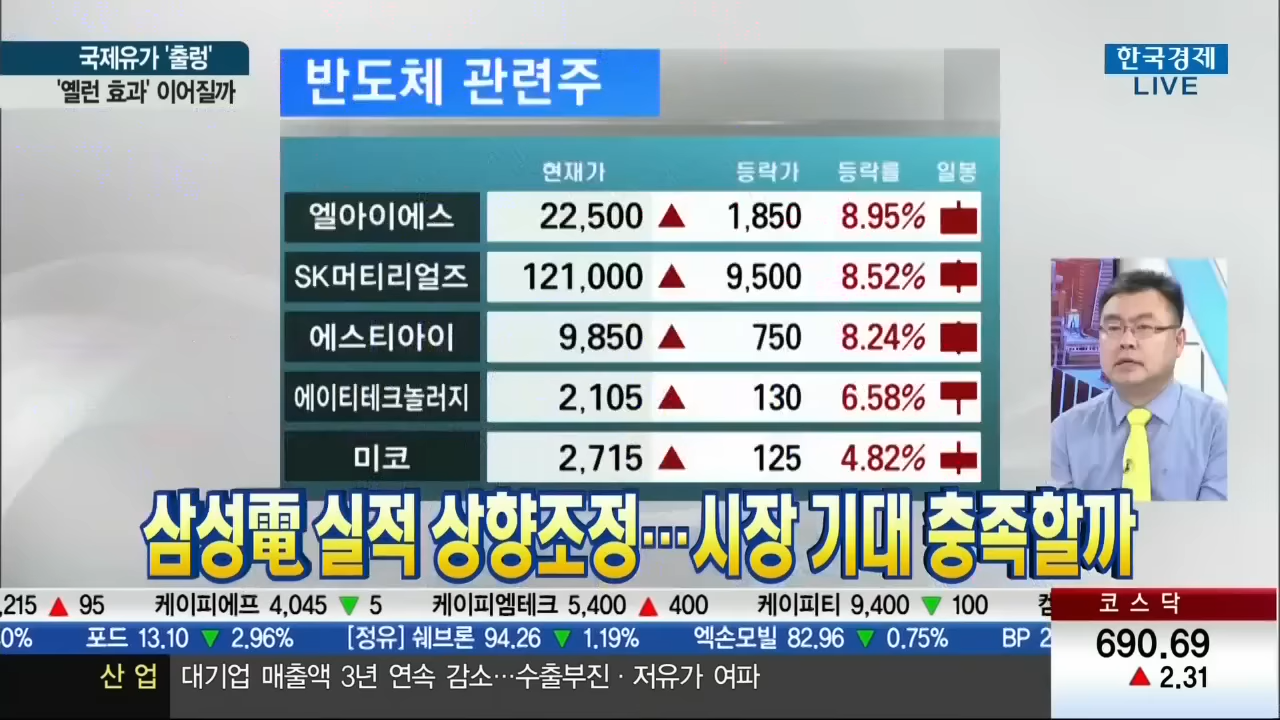 국제유가 '출렁'
'옐런 효과' 이어질까
한국경제
LIVE
반도체 관련주
현재가 등락가 등락률 일봉
엘아이에스 22,500 ▲ 1,850 8.95%
SK머티리얼즈 121,000 ▲ 9,500 8.52%
에스티아이 9,850 ▲ 750 8.24%
에이티테크놀러지 2,105 ▲ 130 6.58%
미코 2,715 ▲ 125 4.82%
삼성電 실적 상향조정…시장 기대 충족할까
,215 ▲ 95 케이피에프 4,045 ▼ 5 케이피엠테크 5,400 ▲ 400 케이피티 9,400 ▼ 100
0% 포드 13.10 ▼ 2.96% [정유] 쉐브론 94.26 ▼ 1.19% 엑손모빌 82.96 ▼ 0.75% BP 2
산업 대기업 매출액 3년 연속 감소…수출부진·저유가 여파
코스닥
690.69
▲ 2.31